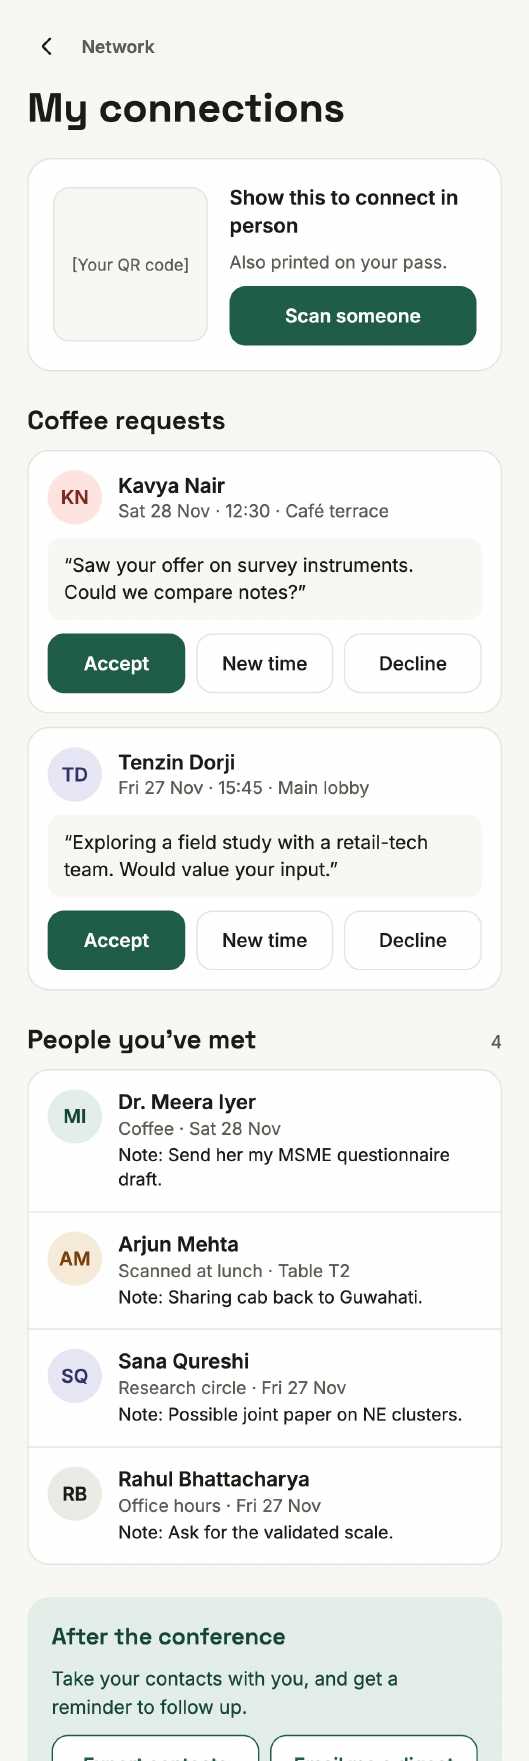 Network
My connections
[Your QR code]
Show this to connect in
person
Also printed on your pass.
Scan someone
Coffee requests
KN
Kavya Nair
Sat 28 Nov · 12:30 · Café terrace
“Saw your offer on survey instruments.
Could we compare notes?”
Accept
New time
Decline
TD
Tenzin Dorji
Fri 27 Nov · 15:45 · Main lobby
“Exploring a field study with a retail-tech
team. Would value your input.”
Accept
New time
Decline
People you’ve met
4
MI
Dr. Meera Iyer
Coffee · Sat 28 Nov
Note: Send her my MSME questionnaire
draft.
AM
Arjun Mehta
Scanned at lunch · Table T2
Note: Sharing cab back to Guwahati.
SQ
Sana Qureshi
Research circle · Fri 27 Nov
Note: Possible joint paper on NE clusters.
RB
Rahul Bhattacharya
Office hours · Fri 27 Nov
Note: Ask for the validated scale.
After the conference
Take your contacts with you, and get a
reminder to follow up.